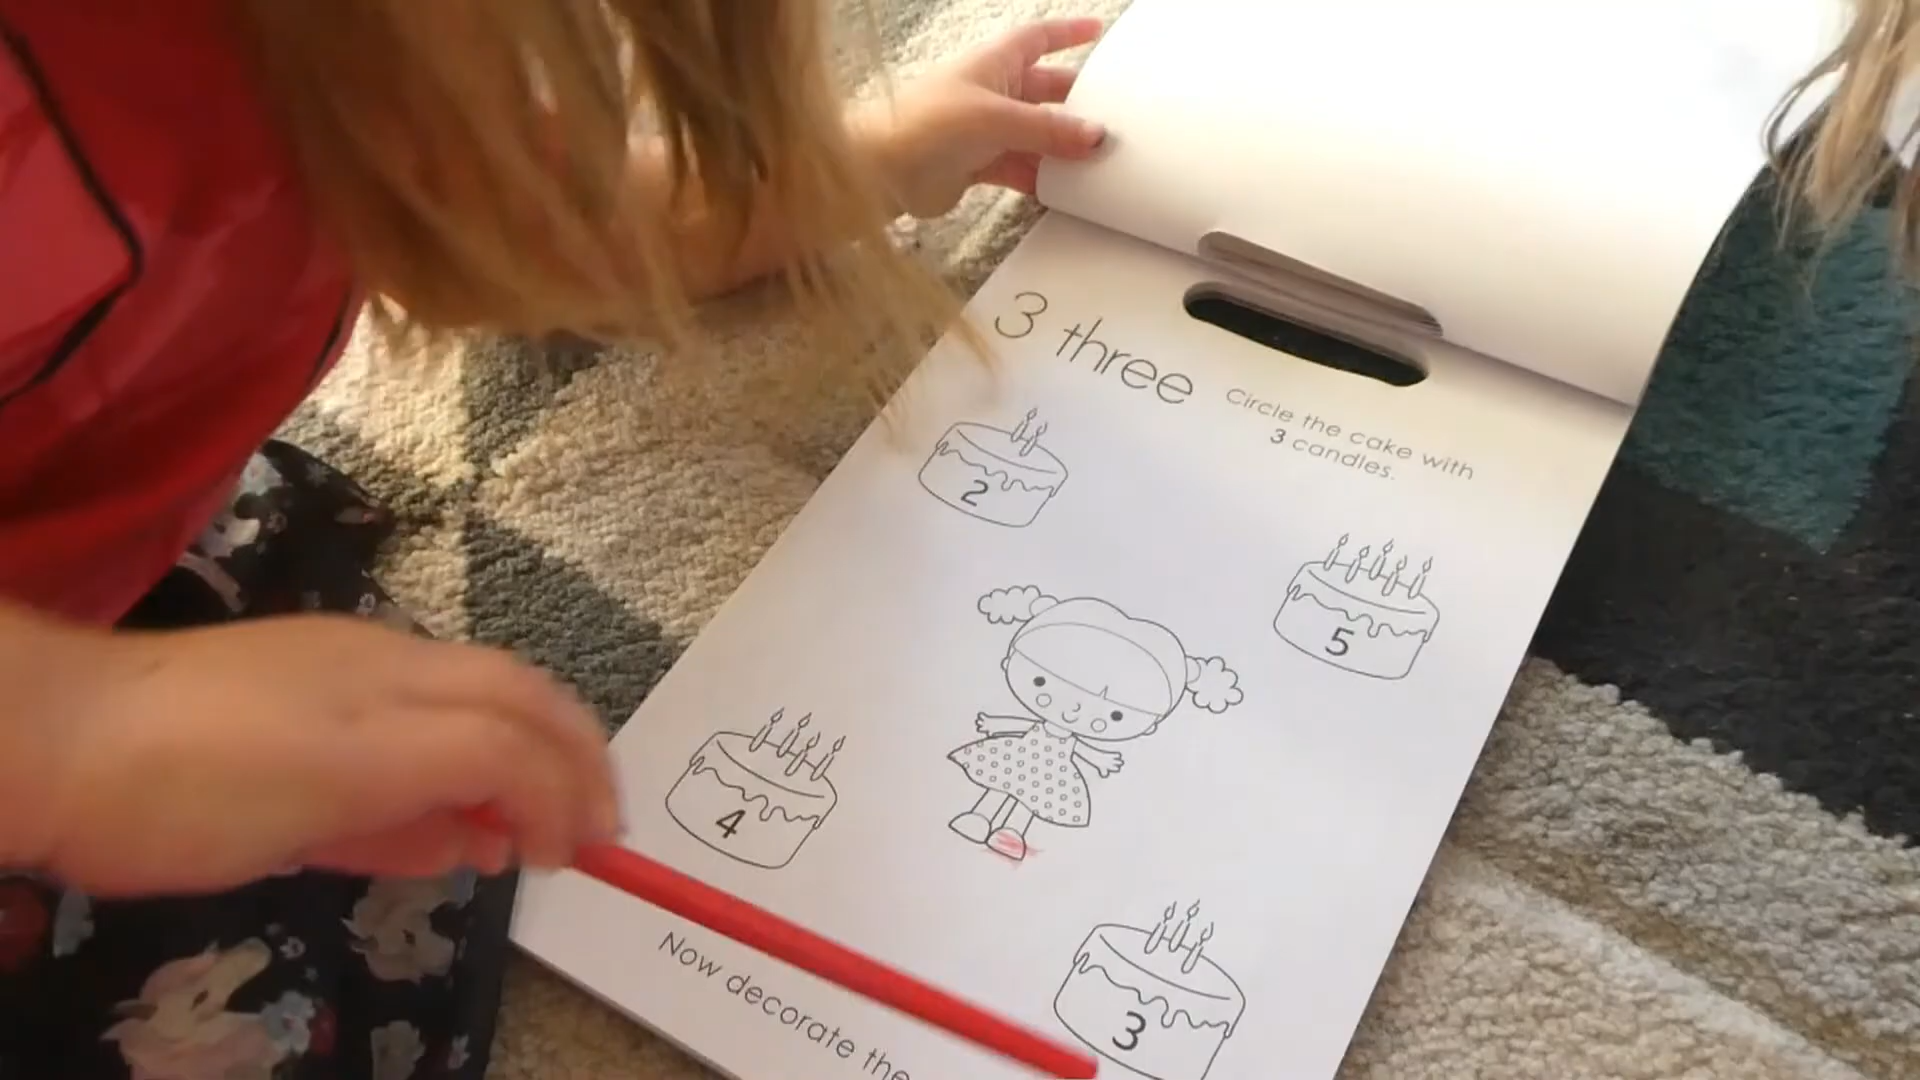 3 three
Circle the cake with
3 candles.
2
5
4
3
Now decorate the